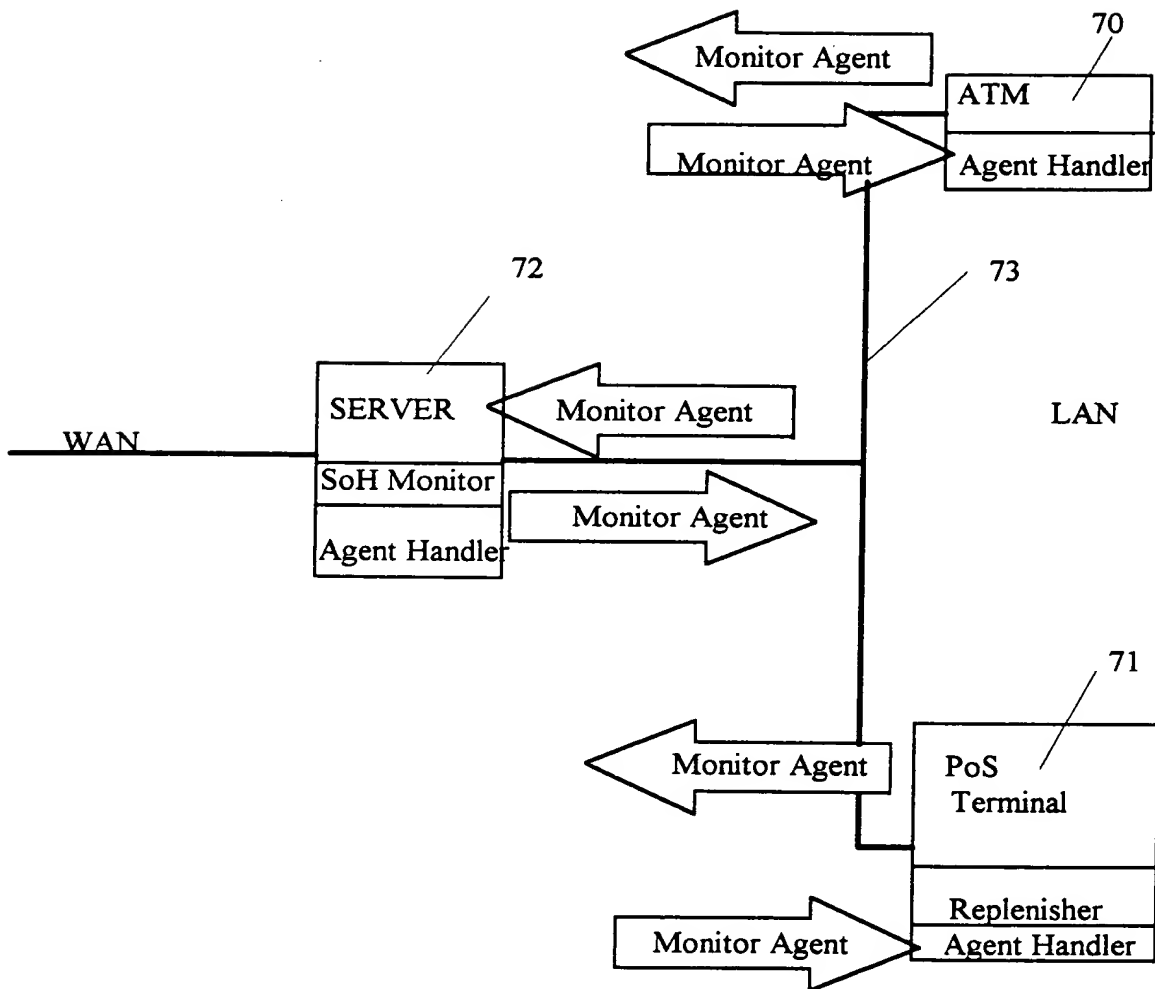 70
Monitor Agent
ATM
Monitor Agent
Agent Handler
72
73
SERVER
Monitor Agent
LAN
WAN
SoH Monitor
Monitor Agent
Agent Handler
71
Monitor Agent
PoS
Terminal
Replenisher
Monitor Agent
Agent Handler